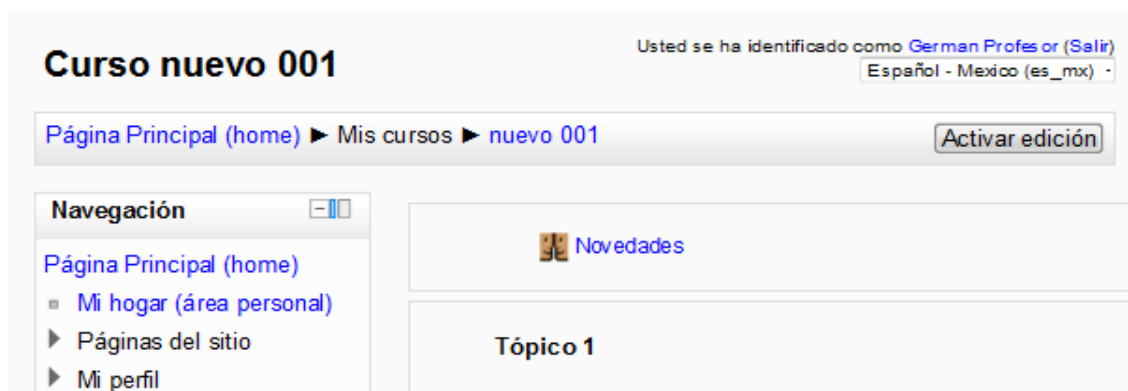 Curso nuevo 001
Usted se ha identificado como German Profesor (Salir)
Español - Mexico (es_mx)
Página Principal (home) ► Mis cursos ► nuevo 001
Activar edición
Navegación
Página Principal (home)
Mi hogar (área personal)
Páginas del sitio
Mi perfil
Novedades
Tópico 1